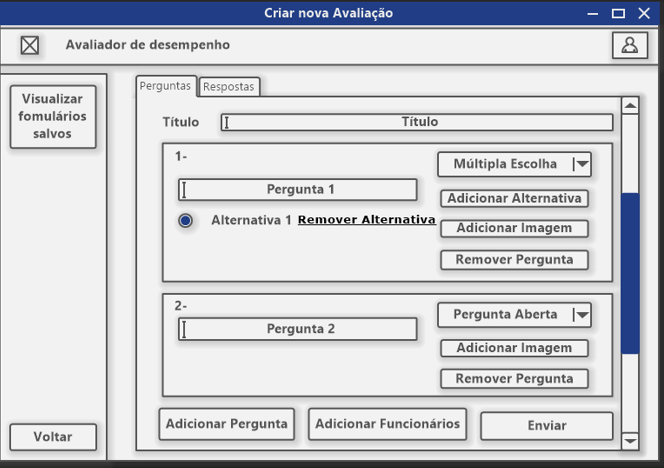 Criar nova Avaliação
Avaliador de desempenho
Visualizar
fomulários
salvos
Perguntas
Respostas
Título
Título
1-
Múltipla Escolha
Pergunta 1
Adicionar Alternativa
Alternativa 1 Remover Alternativa
Adicionar Imagem
Remover Pergunta
2-
Pergunta Aberta
Pergunta 2
Adicionar Imagem
Remover Pergunta
Adicionar Pergunta
Adicionar Funcionários
Enviar
Voltar